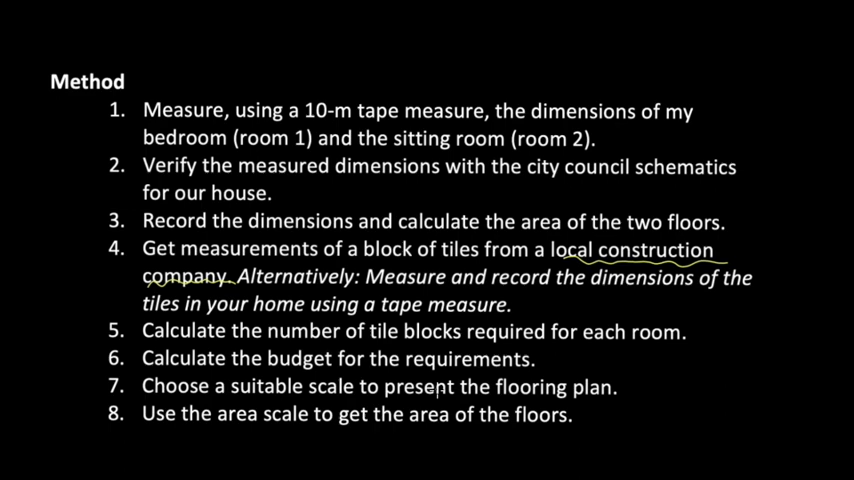 Method
1. Measure, using a 10-m tape measure, the dimensions of my
bedroom (room 1) and the sitting room (room 2).
2. Verify the measured dimensions with the city council schematics
for our house.
3. Record the dimensions and calculate the area of the two floors.
4. Get measurements of a block of tiles from a local construction
company. Alternatively: Measure and record the dimensions of the
tiles in your home using a tape measure.
5. Calculate the number of tile blocks required for each room.
6. Calculate the budget for the requirements.
7. Choose a suitable scale to present the flooring plan.
8. Use the area scale to get the area of the floors.